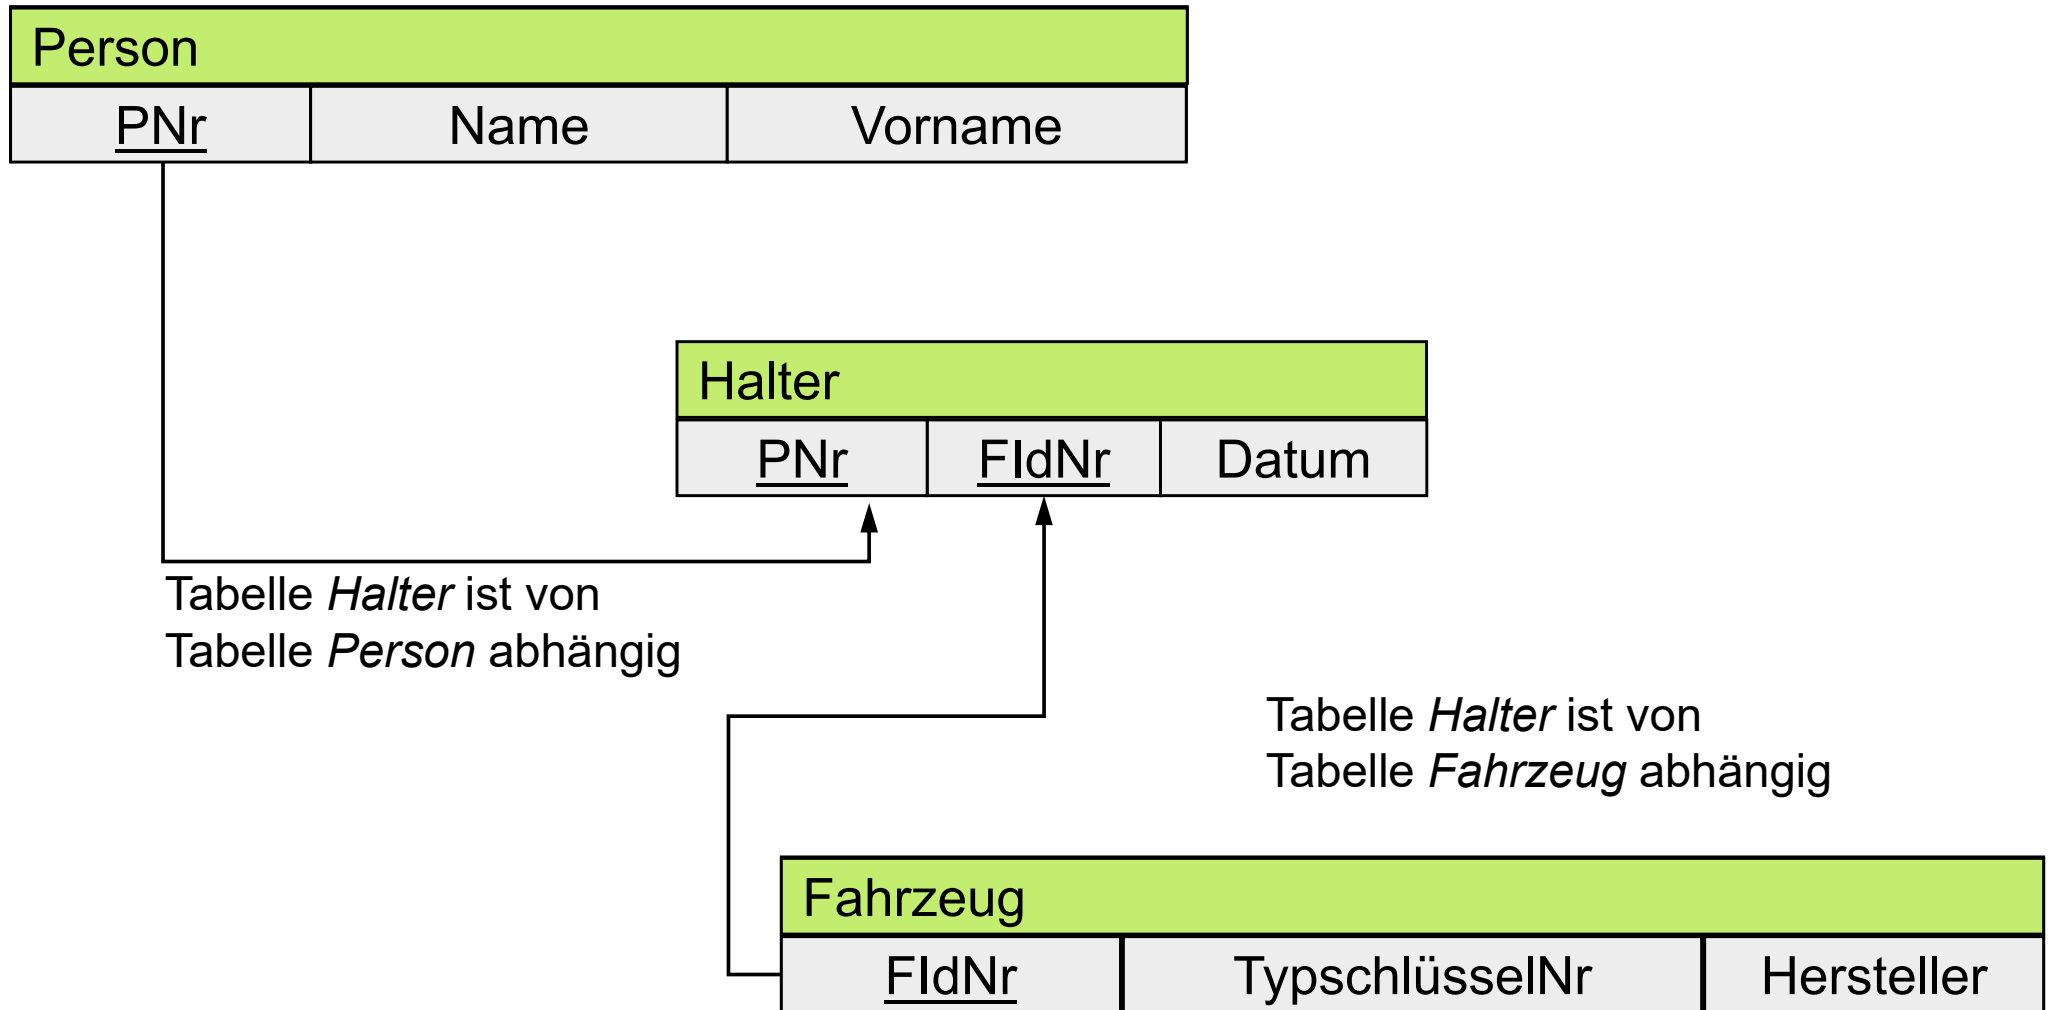 Person
PNr Name Vorname
Halter
PNr FIdNr Datum
Tabelle Halter ist von
Tabelle Person abhängig
Tabelle Halter ist von
Tabelle Fahrzeug abhängig
Fahrzeug
FIdNr TypschlüsselNr Hersteller